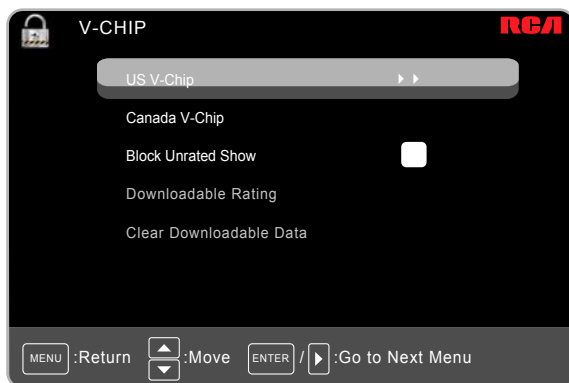 V-CHIP RCA
US V-Chip
Canada V-Chip
Block Unrated Show
Downloadable Rating
Clear Downloadable Data
MENU :Return :Move ENTER / :Go to Next Menu